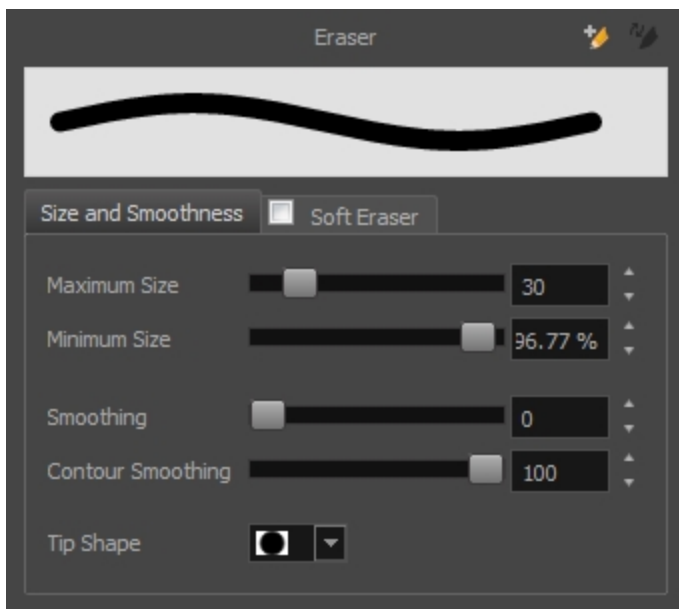 Eraser
Size and Smoothness Soft Eraser
Maximum Size 30
Minimum Size 96.77 %
Smoothing 0
Contour Smoothing 100
Tip Shape